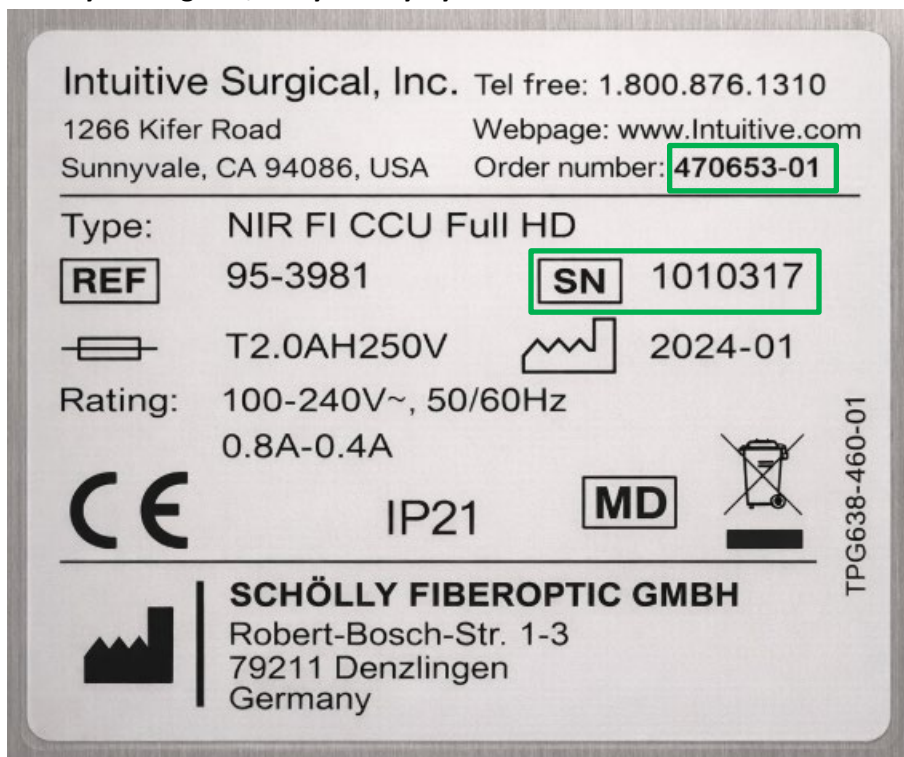 Intuitive Surgical, Inc. Tel free: 1.800.876.1310
1266 Kifer Road Webpage: www.Intuitive.com
Sunnyvale, CA 94086, USA Order number: 470653-01
Type: NIR FI CCU Full HD
REF 95-3981 SN 1010317
T2.0AH250V 2024-01
Rating: 100-240V~, 50/60Hz
0.8A-0.4A
CE IP21 MD
TPG638-460-01
SCHÖLLY FIBEROPTIC GMBH
Robert-Bosch-Str. 1-3
79211 Denzlingen
Germany